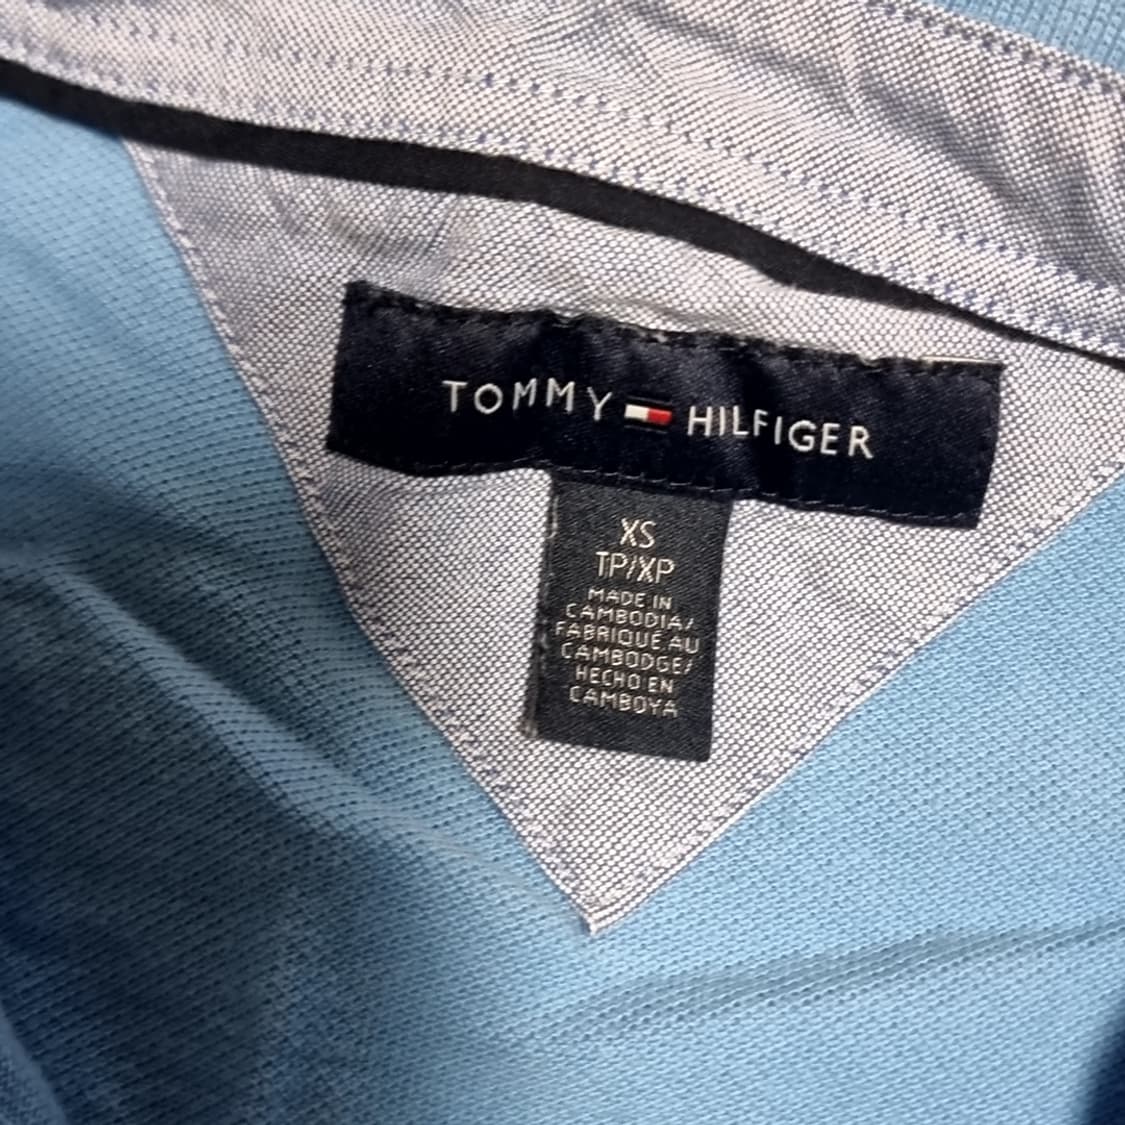 TOMMY HILFIGER
XS
TP/XP
MADE IN
CAMBODIA/
FABRIQUÉ AU
CAMBODGE/
HECHO EN
CAMBOYA